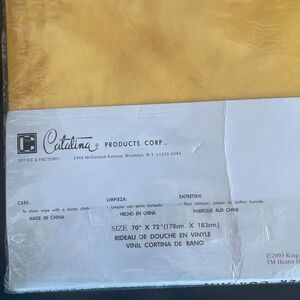 C
Catalina PRODUCTS CORP.,
OFFICE & FACTORY: 2455 McDonald Avenue, Brooklyn, N.Y. 11223-5294
CARE: LIMPIEZA: ENTRETIEN:
To clean wipe with a damp cloth Limpiar con paño humedo Pour nettoyer, passer un chiffon humide
MADE IN CHINA HECHO EN CHINA FABRIQUE AUX CHINE
SIZE 70" X 72" (178cm. X 183cm.)
RIDEAU DE DOUCHE EN VINYLE
VINIL CORTINA DE BANO
©2003 King
TM Hearst H